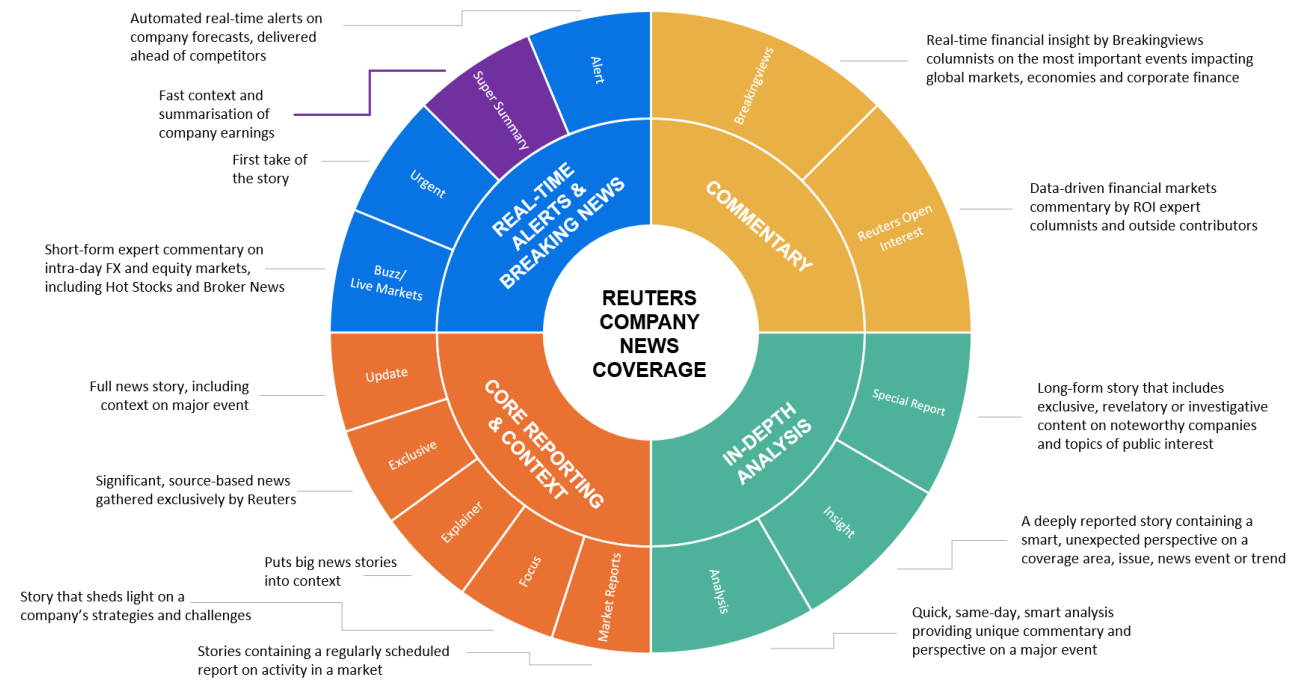 Automated real-time alerts on
company forecasts, delivered
ahead of competitors
Fast context and
summarisation of
company earnings
First take of
the story
Short-form expert commentary on
intra-day FX and equity markets,
including Hot Stocks and Broker News
Full news story, including
context on major event
Significant, source-based news
gathered exclusively by Reuters
Puts big news stories
into context
Story that sheds light on a
company’s strategies and challenges
Stories containing a regularly scheduled
report on activity in a market
Alert
Super Summary
Urgent
Buzz/
Live Markets
REAL-TIME
ALERTS &
BREAKING NEWS
Breakingviews
Reuters Open
Interest
COMMENTARY
REUTERS
COMPANY
NEWS
COVERAGE
Update
Exclusive
Explainer
Focus
Market Reports
CORE REPORTING
& CONTEXT
Special Report
Insight
Analysis
IN-DEPTH
ANALYSIS
Real-time financial insight by Breakingviews
columnists on the most important events impacting
global markets, economies and corporate finance
Data-driven financial markets
commentary by ROI expert
columnists and outside contributors
Long-form story that includes
exclusive, revelatory or investigative
content on noteworthy companies
and topics of public interest
A deeply reported story containing a
smart, unexpected perspective on a
coverage area, issue, news event or trend
Quick, same-day, smart analysis
providing unique commentary and
perspective on a major event